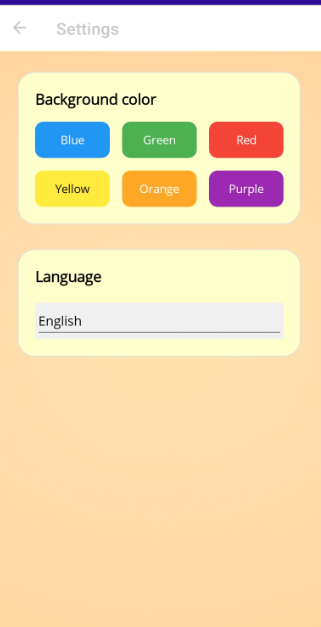 Settings
Background color
Blue Green Red
Yellow Orange Purple
Language
English